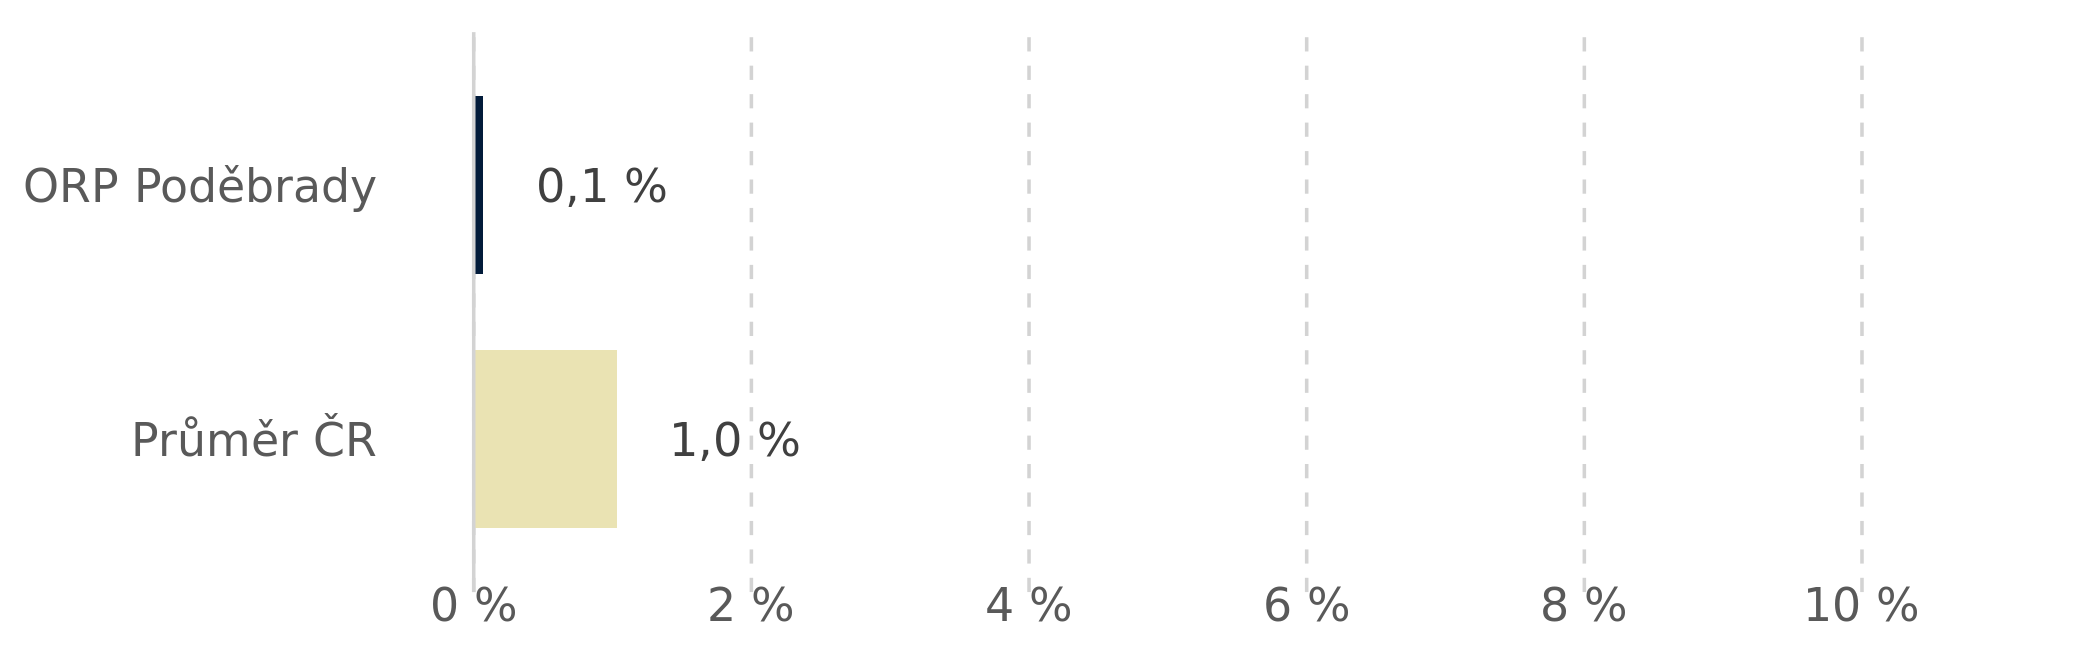 ORP Poděbrady 0,1 %
Průměr ČR 1,0 %
0 % 2 % 4 % 6 % 8 % 10 %